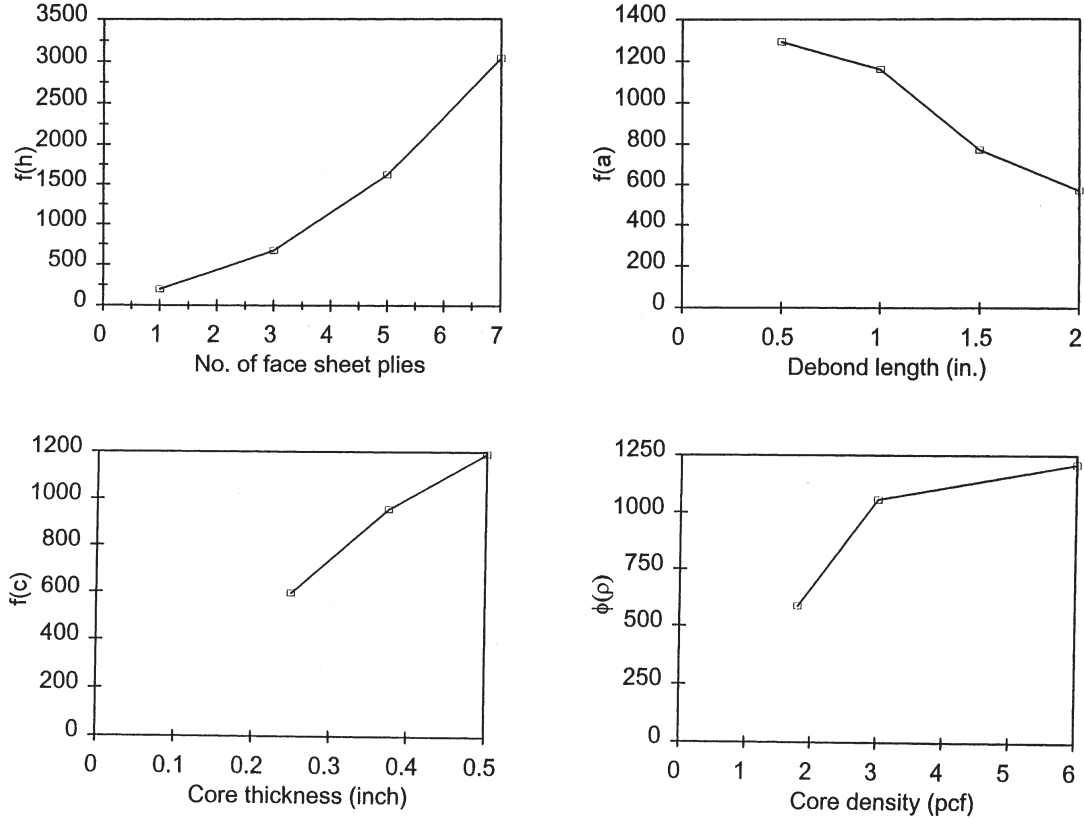 3500
3000
2500
2000
1500
1000
500
0
f(h)
0 1 2 3 4 5 6 7
No. of face sheet plies
1400
1200
1000
800
600
400
200
0
f(a)
0 0.5 1 1.5 2
Debond length (in.)
1200
1000
800
600
400
200
0
f(c)
0 0.1 0.2 0.3 0.4 0.5
Core thickness (inch)
1250
1000
750
500
250
0
ϕ(ρ)
0 1 2 3 4 5 6
Core density (pcf)